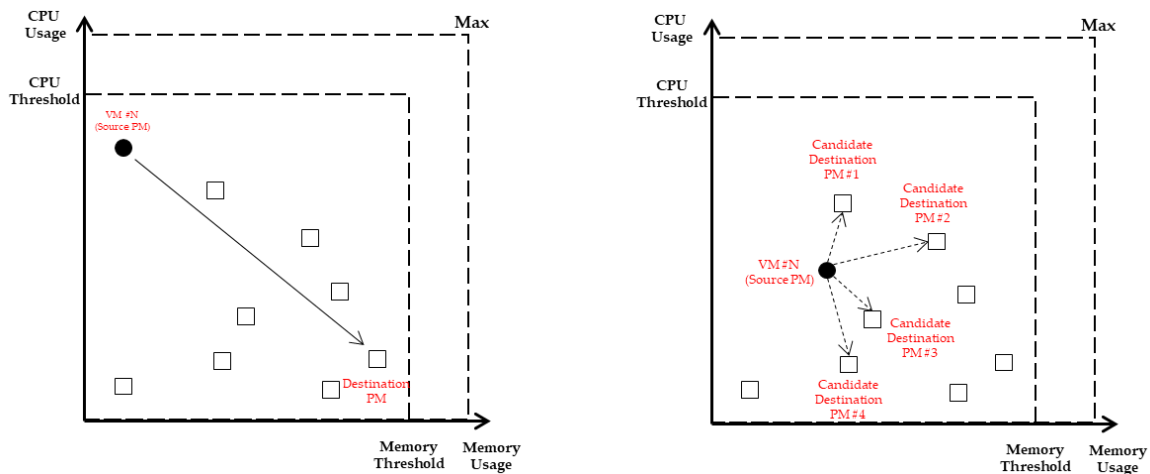 CPU
Usage
Max
CPU
Threshold
VM #N
(Source PM)
Destination
PM
Memory
Threshold
Memory
Usage
CPU
Usage
Max
CPU
Threshold
Candidate
Destination
PM #1
Candidate
Destination
PM #2
VM #N
(Source PM)
Candidate
Destination
PM #3
Candidate
Destination
PM #4
Memory
Threshold
Memory
Usage